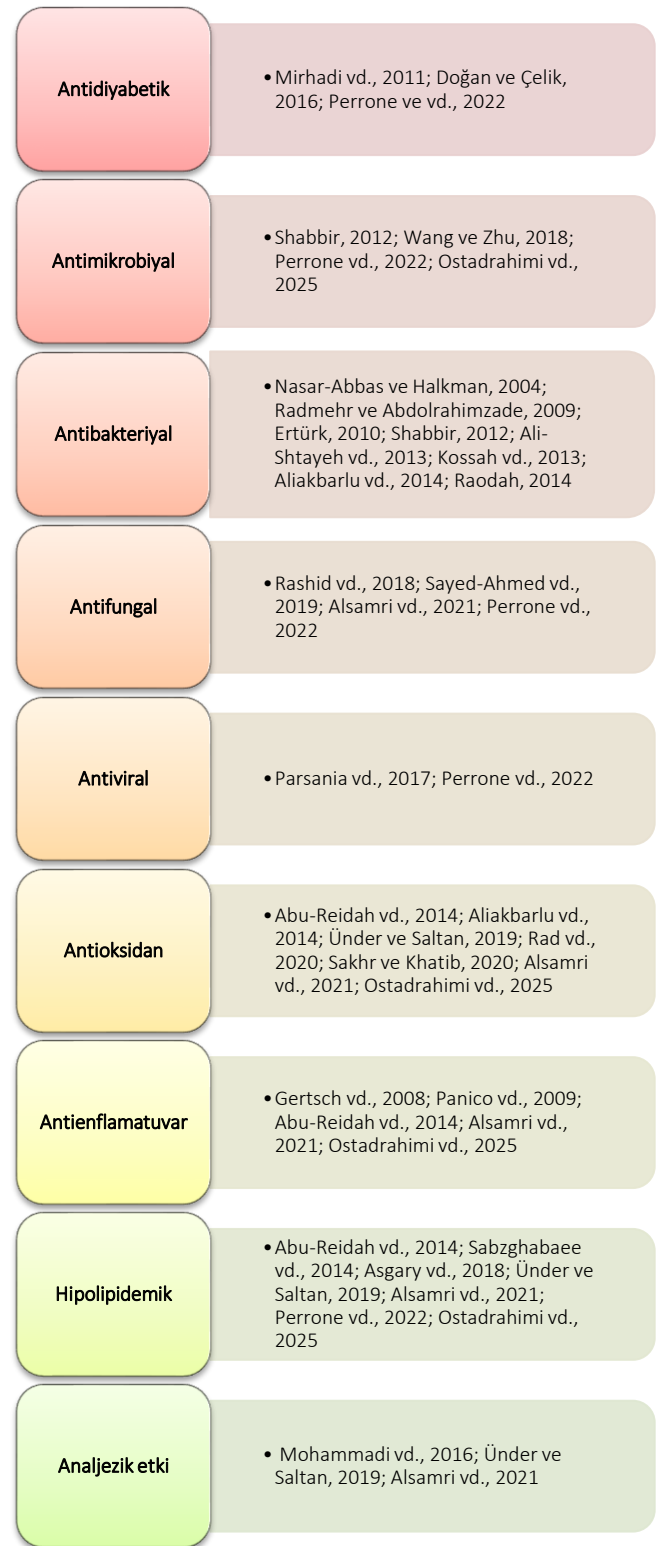 Antidiyabetik
•Mirhadi vd., 2011; Doğan ve Çelik,
2016; Perrone ve vd., 2022
Antimikrobiyal
•Shabbir, 2012; Wang ve Zhu, 2018;
Perrone vd., 2022; Ostadrahimi vd.,
2025
Antibakteriyal
•Nasar-Abbas ve Halkman, 2004;
Radmehr ve Abdolrahimzade, 2009;
Ertürk, 2010; Shabbir, 2012; Ali-
Shtayeh vd., 2013; Kossah vd., 2013;
Aliakbarlu vd., 2014; Raodah, 2014
Antifungal
•Rashid vd., 2018; Sayed-Ahmed vd.,
2019; Alsamri vd., 2021; Perrone vd.,
2022
Antiviral
•Parsania vd., 2017; Perrone vd., 2022
Antioksidan
•Abu-Reidah vd., 2014; Aliakbarlu vd.,
2014; Ünder ve Saltan, 2019; Rad vd.,
2020; Sakhr ve Khatib, 2020; Alsamri
vd., 2021; Ostadrahimi vd., 2025
Antienflamatuvar
•Gertsch vd., 2008; Panico vd., 2009;
Abu-Reidah vd., 2014; Alsamri vd.,
2021; Ostadrahimi vd., 2025
Hipolipidemik
•Abu-Reidah vd., 2014; Sabzghabaee
vd., 2014; Asgary vd., 2018; Ünder ve
Saltan, 2019; Alsamri vd., 2021;
Perrone vd., 2022; Ostadrahimi vd.,
2025
Analjezik etki
• Mohammadi vd., 2016; Ünder ve
Saltan, 2019; Alsamri vd., 2021